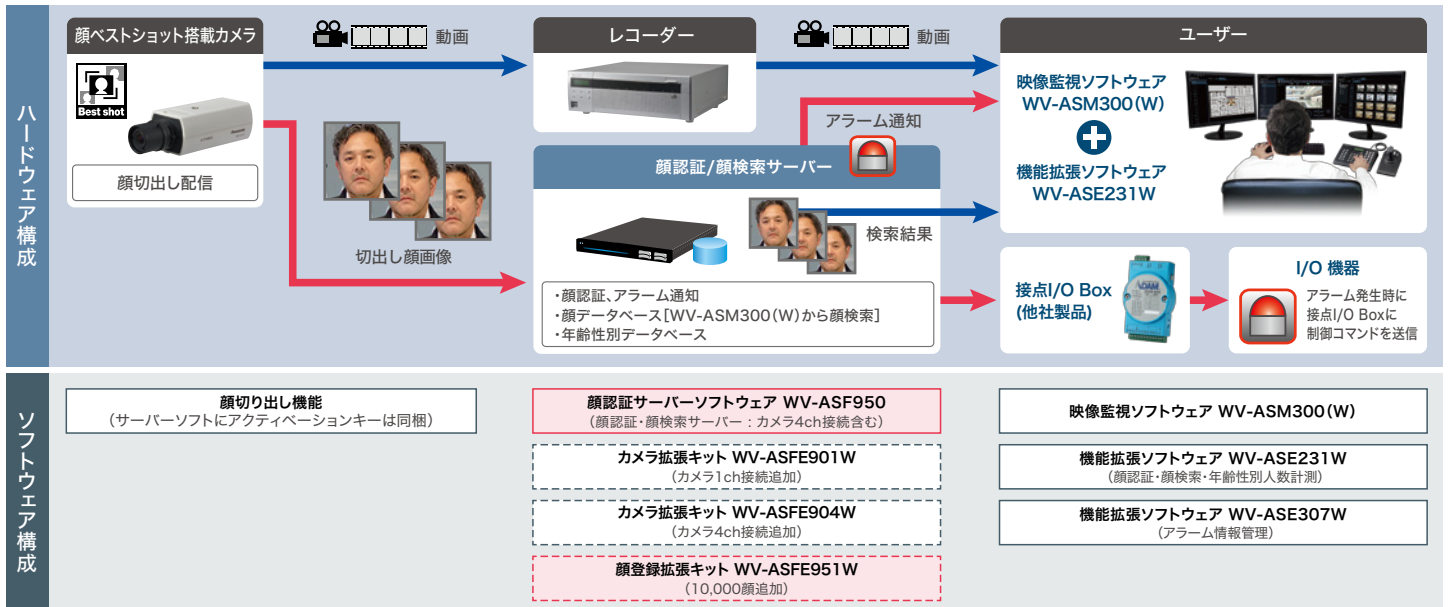 ハードウェア構成
顔ベストショット搭載カメラ
Best shot
Panasonic
顔切出し配信
動画
切出し顔画像
レコーダー
動画
アラーム通知
顔認証/顔検索サーバー
検索結果
・顔認証、アラーム通知
・顔データベース[WV-ASM300(W)から顔検索]
・年齢性別データベース
ユーザー
映像監視ソフトウェア
WV-ASM300(W)
機能拡張ソフトウェア
WV-ASE231W
接点I/O Box
(他社製品)
ADAM
I/O 機器
アラーム発生時に
接点I/O Boxに
制御コマンドを送信
ソフトウェア構成
顔切り出し機能
(サーバーソフトにアクティベーションキーは同梱)
顔認証サーバーソフトウェア WV-ASF950
(顔認証・顔検索サーバー：カメラ4ch接続含む)
カメラ拡張キット WV-ASFE901W
(カメラ1ch接続追加)
カメラ拡張キット WV-ASFE904W
(カメラ4ch接続追加)
顔登録拡張キット WV-ASFE951W
(10,000顔追加)
映像監視ソフトウェア WV-ASM300(W)
機能拡張ソフトウェア WV-ASE231W
(顔認証・顔検索・年齢性別人数計測)
機能拡張ソフトウェア WV-ASE307W
(アラーム情報管理)